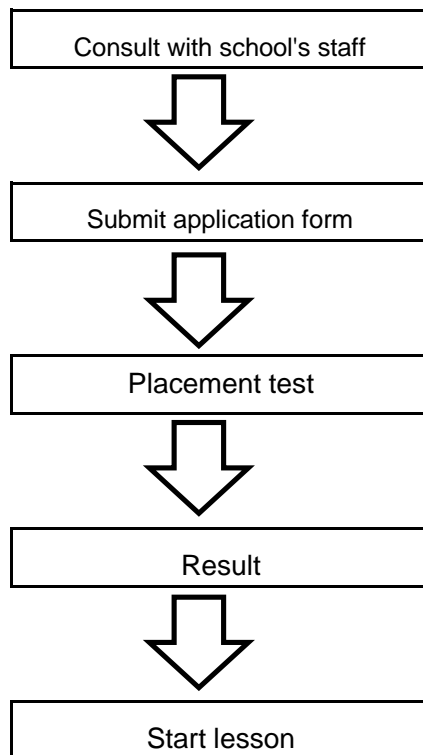 Consult with school's staff
Submit application form
Placement test
Result
Start lesson